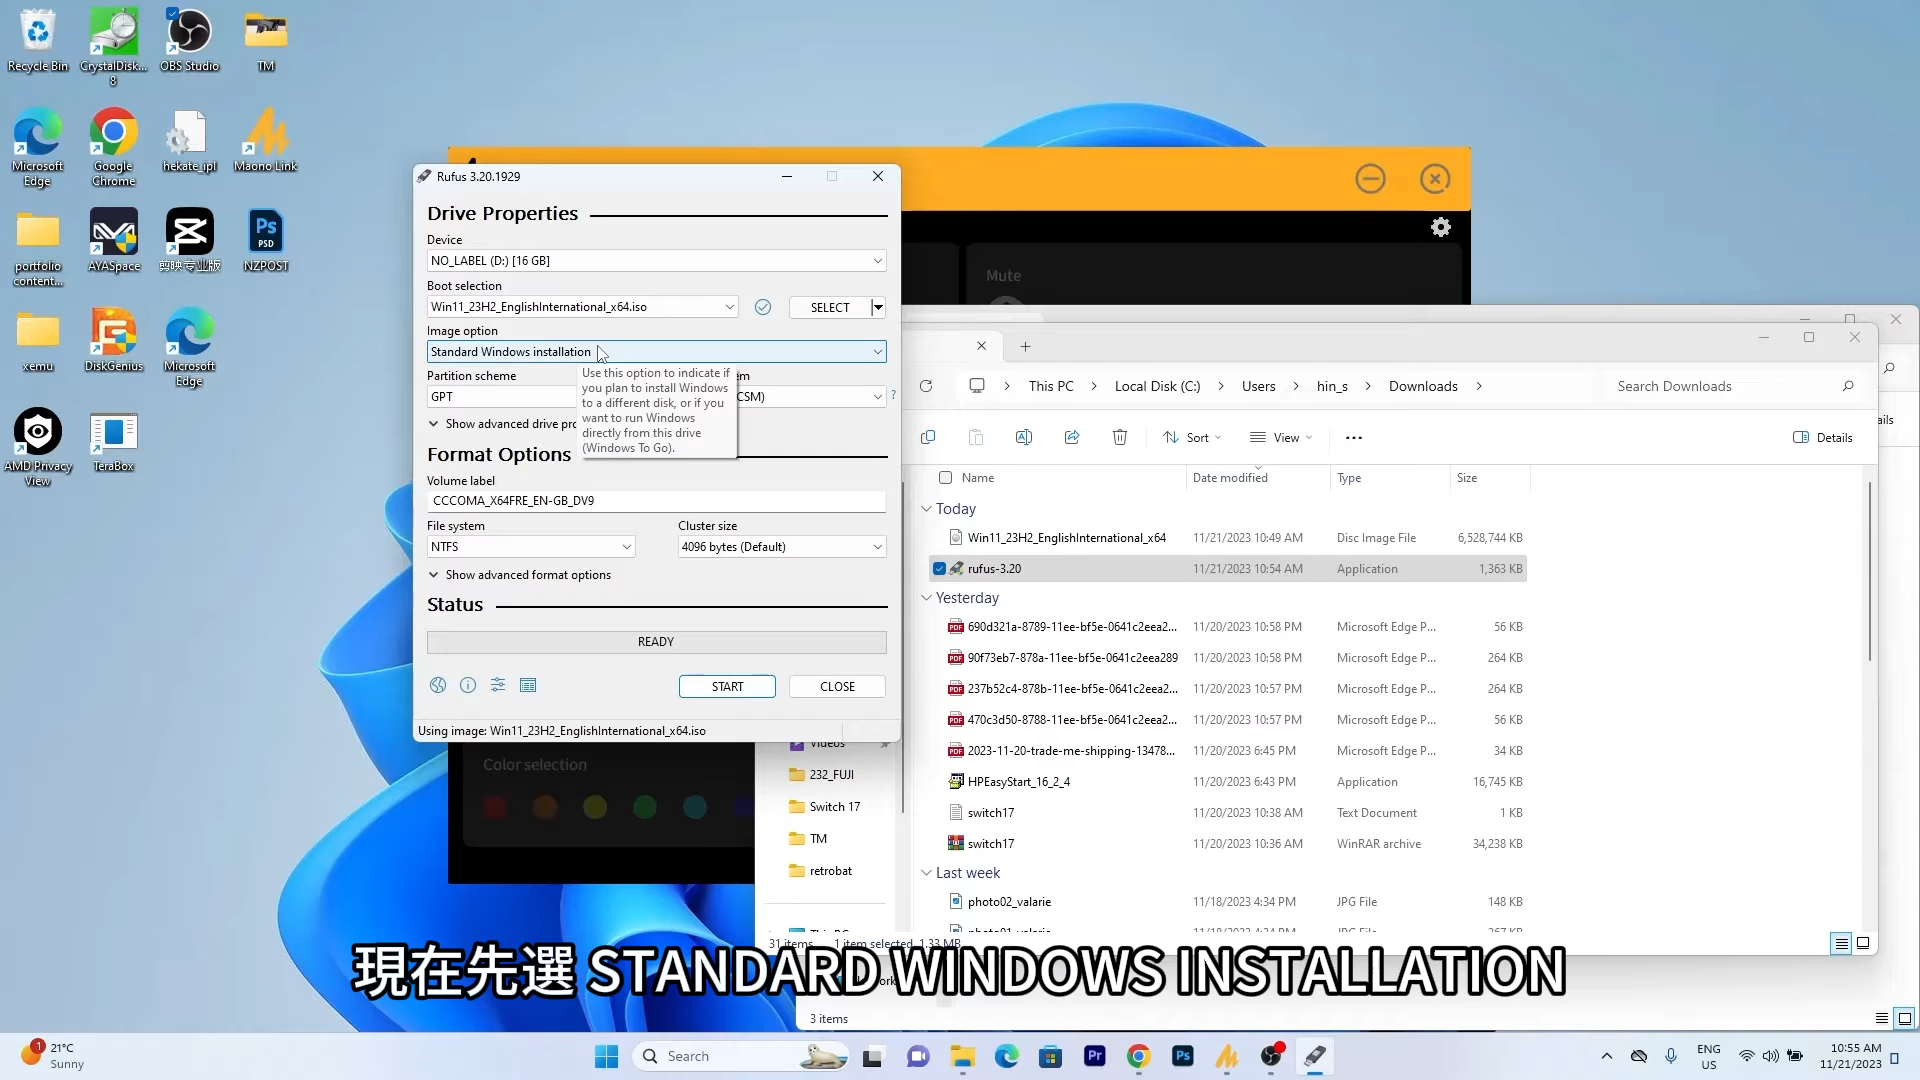 Recycle Bin
CrystalDisk...
8
OBS Studio
TM
Microsoft
Edge
Google
Chrome
hekate_ipl
Maono Link
portfolio
content...
AYASpace
剪映专业版
NZPOST
xemu
DiskGenius
Microsoft
Edge
AMD Privacy
View
TeraBox
Rufus 3.20.1929
Drive Properties
Device
NO_LABEL (D:) [16 GB]
Boot selection
Win11_23H2_EnglishInternational_x64.iso
SELECT
Image option
Standard Windows installation
Partition scheme
GPT
CSM)
?
Use this option to indicate if
you plan to install Windows
to a different disk, or if you
want to run Windows
directly from this drive
(Windows To Go).
Show advanced drive pro
Format Options
Volume label
CCCOMA_X64FRE_EN-GB_DV9
File system
Cluster size
NTFS
4096 bytes (Default)
Show advanced format options
Status
READY
START
CLOSE
Using image: Win11_23H2_EnglishInternational_x64.iso
Mute
Color selection
This PC
Local Disk (C:)
Users
hin_s
Downloads
Search Downloads
Sort
View
Details
Name
Date modified
Type
Size
Today
Win11_23H2_EnglishInternational_x64 11/21/2023 10:49 AM Disc Image File 6,528,744 KB
rufus-3.20 11/21/2023 10:54 AM Application 1,363 KB
Yesterday
690d321a-8789-11ee-bf5e-0641c2eea2... 11/20/2023 10:58 PM Microsoft Edge P... 56 KB
90f73eb7-878a-11ee-bf5e-0641c2eea289 11/20/2023 10:58 PM Microsoft Edge P... 264 KB
237b52c4-878b-11ee-bf5e-0641c2eea2... 11/20/2023 10:57 PM Microsoft Edge P... 264 KB
470c3d50-8788-11ee-bf5e-0641c2eea2... 11/20/2023 10:57 PM Microsoft Edge P... 56 KB
2023-11-20-trade-me-shipping-13478... 11/20/2023 6:45 PM Microsoft Edge P... 34 KB
HPEasyStart_16_2_4 11/20/2023 6:43 PM Application 16,745 KB
switch17 11/20/2023 10:38 AM Text Document 1 KB
switch17 11/20/2023 10:36 AM WinRAR archive 34,238 KB
Last week
photo02_valarie 11/18/2023 4:34 PM JPG File 148 KB
Videos
232_FUJI
Switch 17
TM
retrobat
31 items
1 item selected 1.33 MB
現在先選 STANDARD WINDOWS INSTALLATION
3 items
1
21°C
Sunny
Search
Pr
Ps
ENG
US
10:55 AM
11/21/2023